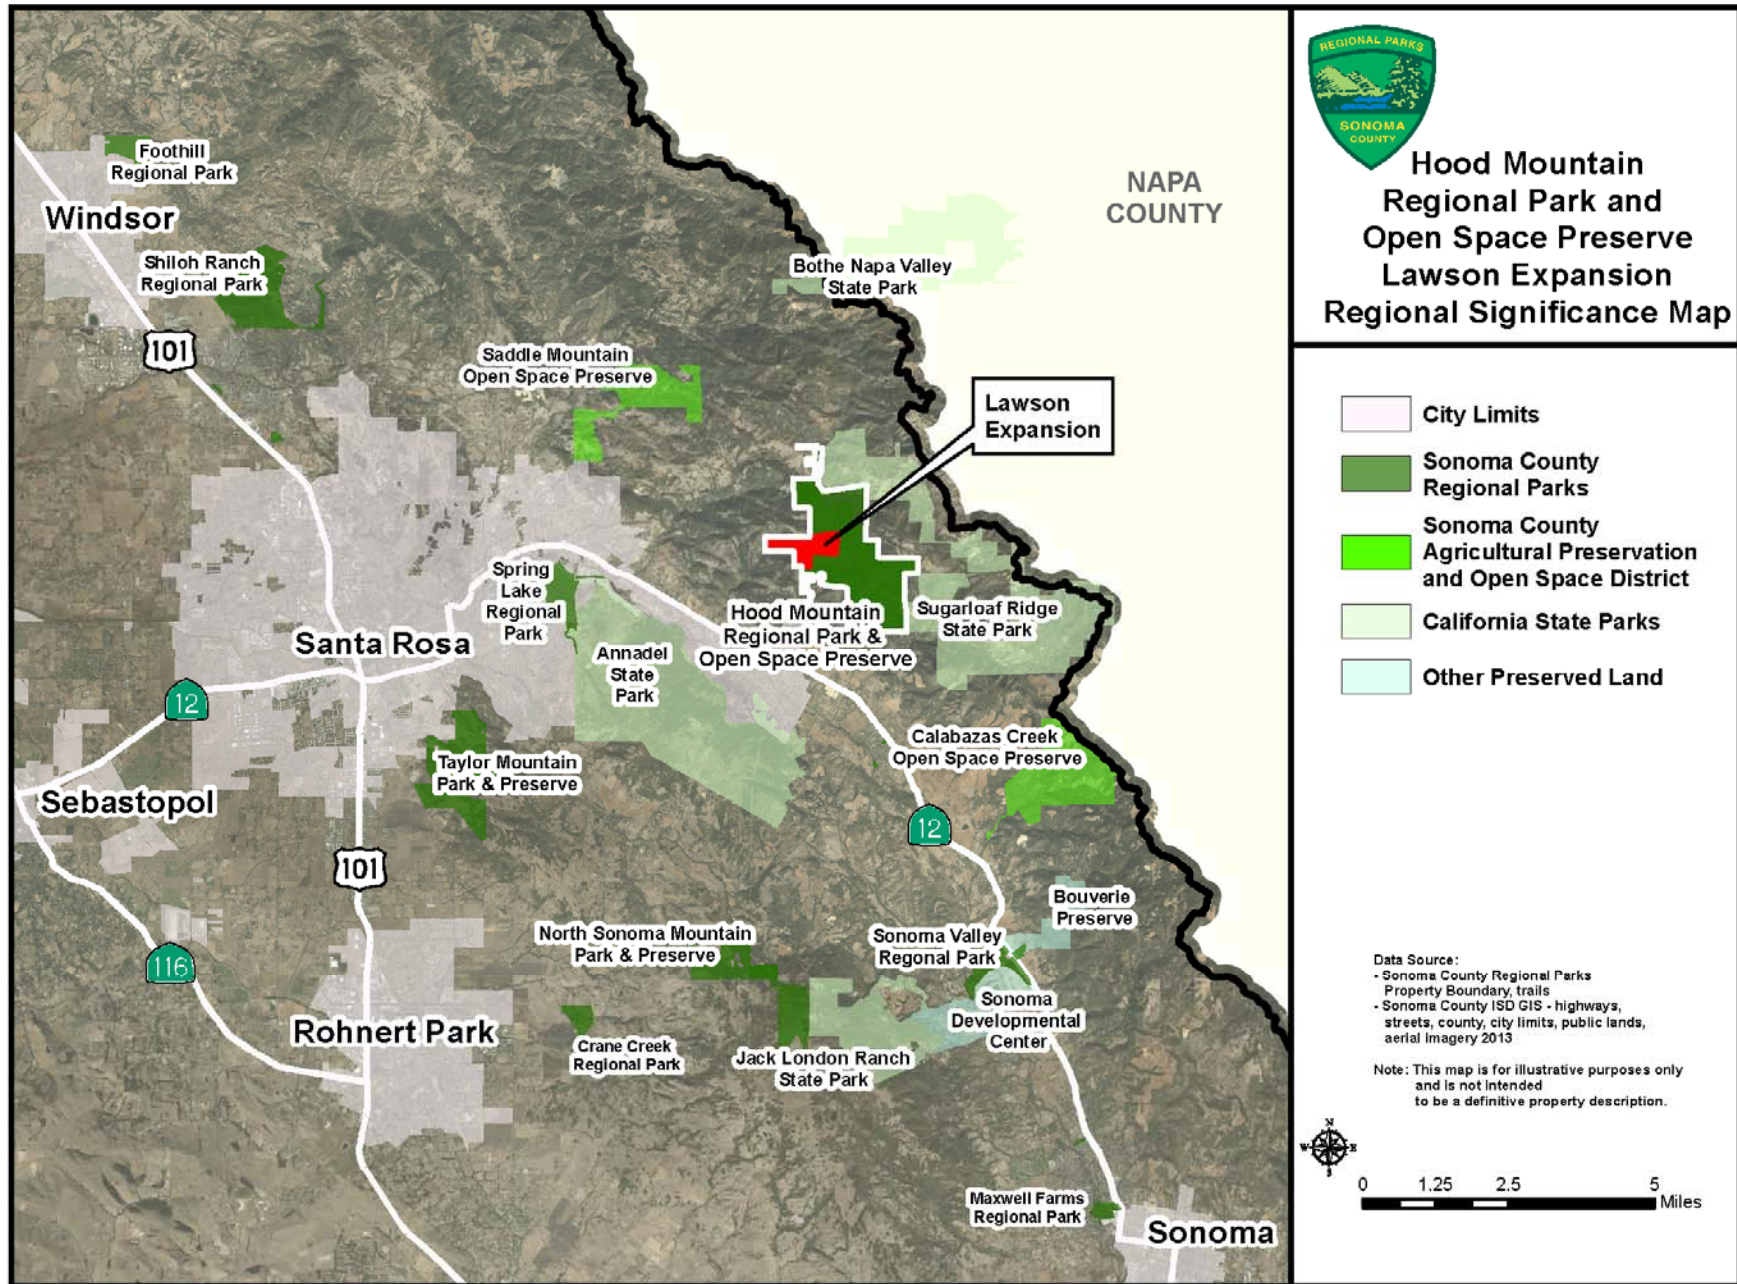 REGIONAL PARKS
SONOMA
COUNTY
Hood Mountain
Regional Park and
Open Space Preserve
Lawson Expansion
Regional Significance Map
City Limits
Sonoma County
Regional Parks
Sonoma County
Agricultural Preservation
and Open Space District
California State Parks
Other Preserved Land
Data Source:
- Sonoma County Regional Parks
Property Boundary, trails
- Sonoma County ISD GIS - highways,
streets, county, city limits, public lands,
aerial imagery 2013
Note: This map is for illustrative purposes only
and is not intended
to be a definitive property description.
N
W E
S
0 1.25 2.5 5
Miles
NAPA
COUNTY
Foothill
Regional Park
Windsor
Shiloh Ranch
Regional Park
101
Bothe Napa Valley
State Park
Saddle Mountain
Open Space Preserve
Lawson
Expansion
Spring
Lake
Regional
Park
Santa Rosa
Annadel
State
Park
Hood Mountain
Regional Park &
Open Space Preserve
Sugarloaf Ridge
State Park
12
Taylor Mountain
Park & Preserve
Calabazas Creek
Open Space Preserve
Sebastopol
12
101
Bouverie
Preserve
North Sonoma Mountain
Park & Preserve
Sonoma Valley
Regonal Park
116
Sonoma
Developmental
Center
Rohnert Park
Crane Creek
Regional Park
Jack London Ranch
State Park
Maxwell Farms
Regional Park
Sonoma